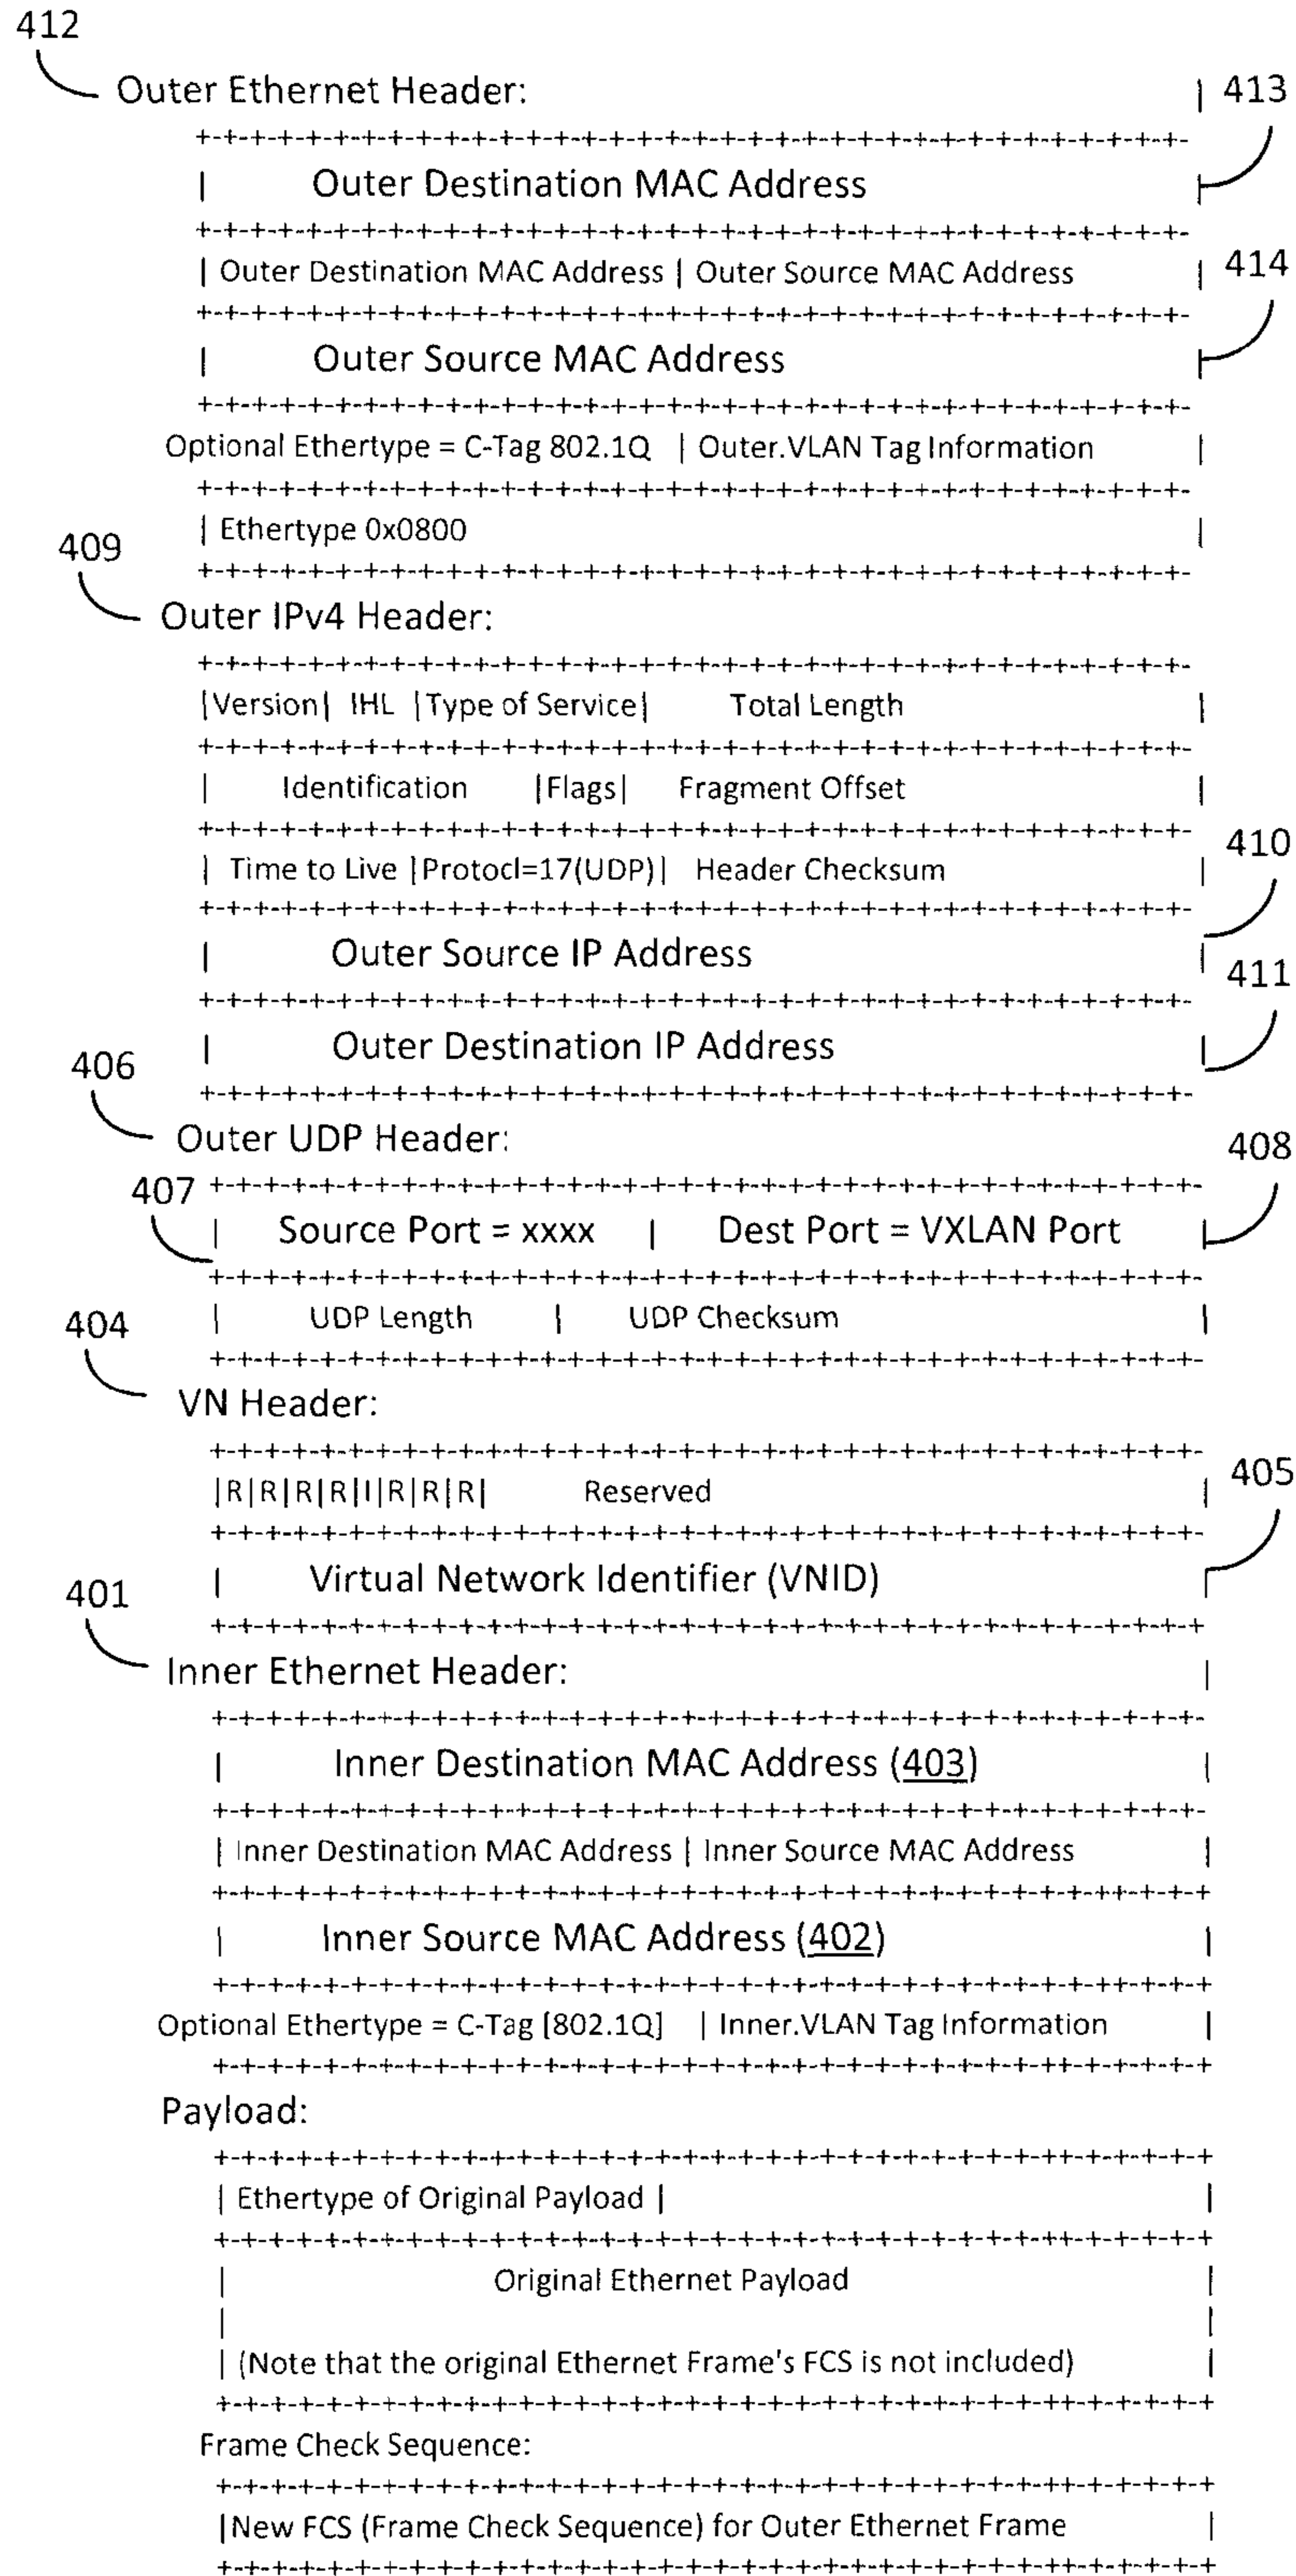 412
Outer Ethernet Header: | 413
+-+-+-+-+-+-+-+-+-+-+-+-+-+-+-+-+-+-+-+-+-+-+-+-+-+-+-+-+-+-+-+-+-+-+-+-
| Outer Destination MAC Address |
+-+-+-+-+-+-+-+-+-+-+-+-+-+-+-+-+-+-+-+-+-+-+-+-+-+-+-+-+-+-+-+-+-+-+-+-
| Outer Destination MAC Address | Outer Source MAC Address | 414
+-+-+-+-+-+-+-+-+-+-+-+-+-+-+-+-+-+-+-+-+-+-+-+-+-+-+-+-+-+-+-+-+-+-+-+-
| Outer Source MAC Address |
+-+-+-+-+-+-+-+-+-+-+-+-+-+-+-+-+-+-+-+-+-+-+-+-+-+-+-+-+-+-+-+-+-+-+-+-
Optional Ethertype = C-Tag 802.1Q | Outer.VLAN Tag Information |
+-+-+-+-+-+-+-+-+-+-+-+-+-+-+-+-+-+-+-+-+-+-+-+-+-+-+-+-+-+-+-+-+-+-+-+-
| Ethertype 0x0800 |
409
+-+-+-+-+-+-+-+-+-+-+-+-+-+-+-+-+-+-+-+-+-+-+-+-+-+-+-+-+-+-+-+-+-+-+-+-
Outer IPv4 Header:
+-+-+-+-+-+-+-+-+-+-+-+-+-+-+-+-+-+-+-+-+-+-+-+-+-+-+-+-+-+-+-+-+-+-+-+-
|Version| IHL |Type of Service| Total Length |
+-+-+-+-+-+-+-+-+-+-+-+-+-+-+-+-+-+-+-+-+-+-+-+-+-+-+-+-+-+-+-+-+-+-+-+-
| Identification |Flags| Fragment Offset |
+-+-+-+-+-+-+-+-+-+-+-+-+-+-+-+-+-+-+-+-+-+-+-+-+-+-+-+-+-+-+-+-+-+-+-+-
410
| Time to Live |Protocl=17(UDP)| Header Checksum |
+-+-+-+-+-+-+-+-+-+-+-+-+-+-+-+-+-+-+-+-+-+-+-+-+-+-+-+-+-+-+-+-+-+-+-+-
| Outer Source IP Address |
411
+-+-+-+-+-+-+-+-+-+-+-+-+-+-+-+-+-+-+-+-+-+-+-+-+-+-+-+-+-+-+-+-+-+-+-+-
| Outer Destination IP Address |
406
+-+-+-+-+-+-+-+-+-+-+-+-+-+-+-+-+-+-+-+-+-+-+-+-+-+-+-+-+-+-+-+-+-+-+-+-
Outer UDP Header:
408
407 +-+-+-+-+-+-+-+-+-+-+-+-+-+-+-+-+-+-+-+-+-+-+-+-+-+-+-+-+-+-+-+-+-+-+-+-
| Source Port = xxxx | Dest Port = VXLAN Port |
+-+-+-+-+-+-+-+-+-+-+-+-+-+-+-+-+-+-+-+-+-+-+-+-+-+-+-+-+-+-+-+-+-+-+-+-
404 | UDP Length | UDP Checksum |
+-+-+-+-+-+-+-+-+-+-+-+-+-+-+-+-+-+-+-+-+-+-+-+-+-+-+-+-+-+-+-+-+-+-+-+-
VN Header:
+-+-+-+-+-+-+-+-+-+-+-+-+-+-+-+-+-+-+-+-+-+-+-+-+-+-+-+-+-+-+-+-+-+-+-+-
405
|R|R|R|R|I|R|R|R| Reserved |
+-+-+-+-+-+-+-+-+-+-+-+-+-+-+-+-+-+-+-+-+-+-+-+-+-+-+-+-+-+-+-+-+-+-+-+-
401 | Virtual Network Identifier (VNID)
+-+-+-+-+-+-+-+-+-+-+-+-+-+-+-+-+-+-+-+-+-+-+-+-+-+-+-+-+-+-+-+-+--+-+-+-+
Inner Ethernet Header: |
+-+-+-+-+-+-+-+-+-+-+-+-+-+-+-+-+-+-+-+-+-+-+-+-+-+-+-+-+-+-+-+-+-+-+-+-
| Inner Destination MAC Address (403) |
+-+-+-+-+-+-+-+-+-+-+-+-+-+-+-+-+-+-+-+-+-+-+-+-+-+-+-+-+-+-+-+-+-+-+-+-
| Inner Destination MAC Address | Inner Source MAC Address |
+-+-+-+-+-+-+-+-+-+-+-+-+-+-+-+-+-+-+-+-+-+-+-+-+-+-+-+-+-+-+-+-++-+-+-+
| Inner Source MAC Address (402) |
+-+-+-+-+-+-+-+-+-+-+-+-+-+-+-+-+-+-+-+-+-+-+-+-+-+-+-+-+-+-+-+-++-+-+-+
Optional Ethertype = C-Tag [802.1Q] | Inner.VLAN Tag Information |
+-+-+-+-+-+-+-+-+-+-+-+-+-+-+-+-+-+-+-+-+-+-+-+-+-+-+-+-+-+-+-++-+-+-+-+
Payload:
+-+-+-+-+-+-+-+-+-+-+-+-+-+-+-+-+-+-+-+-+-+-+-+-+-+-+-+-+-+-+-++-+-+-+-+
| Ethertype of Original Payload | |
+-+-+-+-+-+-+-+-+-+-+-+-+-+-+-+-+-+-+-+-+-+-+-+-+-+-+-+-+-+-+-++-+-+-+-+
| Original Ethernet Payload |
| |
| (Note that the original Ethernet Frame's FCS is not included) |
+-+-+-+-+-+-+-+-+-+-+-+-+-+-+-+-+-+-+-+-+-+-+-+-+-+-+-+-+-+-+-++-+-+-+-+
Frame Check Sequence:
+-+-+-+-+-+-+-+-+-+-+-+-+-+-+-+-+-+-+-+-+-+-+-+-+-+-+-+-+-+-+-++-+-+-+-+
|New FCS (Frame Check Sequence) for Outer Ethernet Frame |
+-+-+-+-+-+-+-+-+-+-+-+-+-+-+-+-+-+-+-+-+-+-+-+-+-+-+-+-+-+-+-++-+-+-+-+